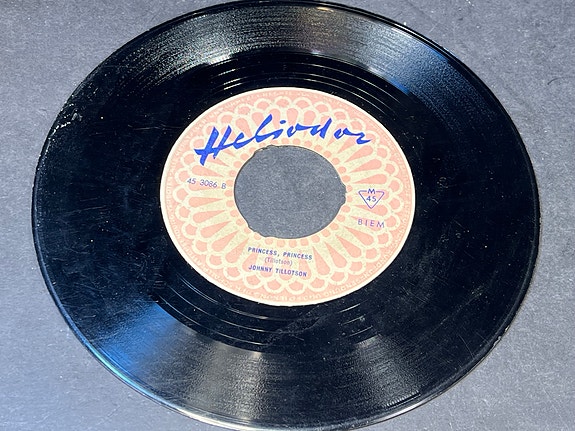 Heliodor
45 3086 B
M
45
BIEM
PRINCESS, PRINCESS
(Tillotson)
JOHNNY TILLOTSON